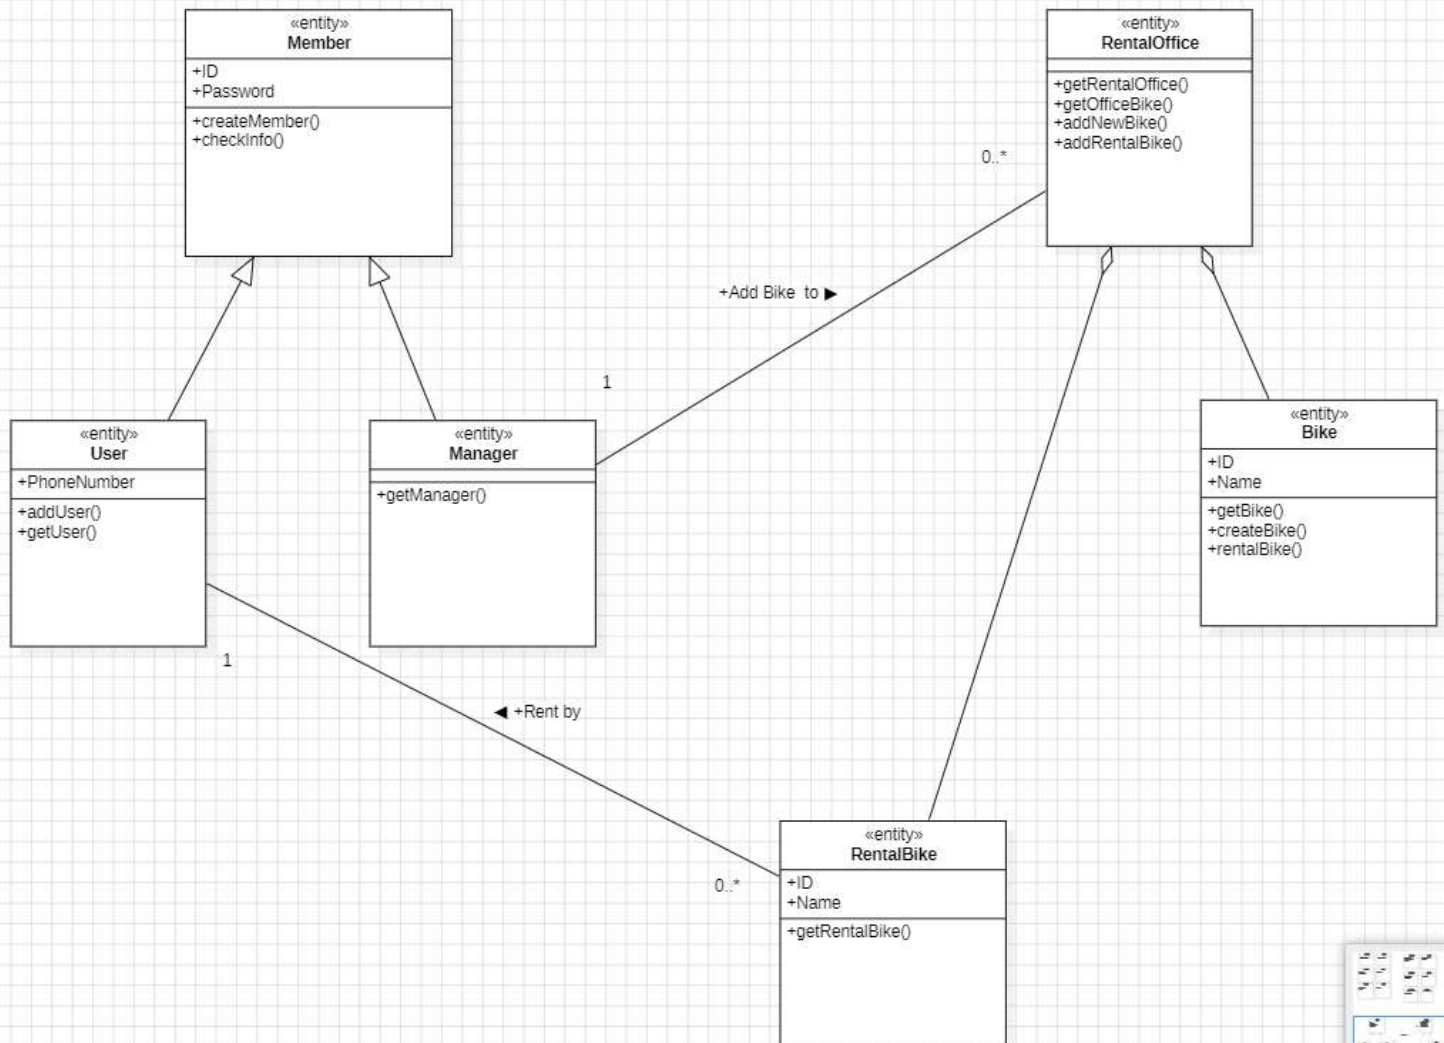 «entity»
Member
+ID
+Password
+createMember()
+checkInfo()
«entity»
RentalOffice
+getRentalOffice()
+getOfficeBike()
+addNewBike()
+addRentalBike()
0..*
+Add Bike  to ►
1
«entity»
User
+PhoneNumber
+addUser()
+getUser()
«entity»
Manager
+getManager()
«entity»
Bike
+ID
+Name
+getBike()
+createBike()
+rentalBike()
1
◄ +Rent by
0..*
«entity»
RentalBike
+ID
+Name
+getRentalBike()